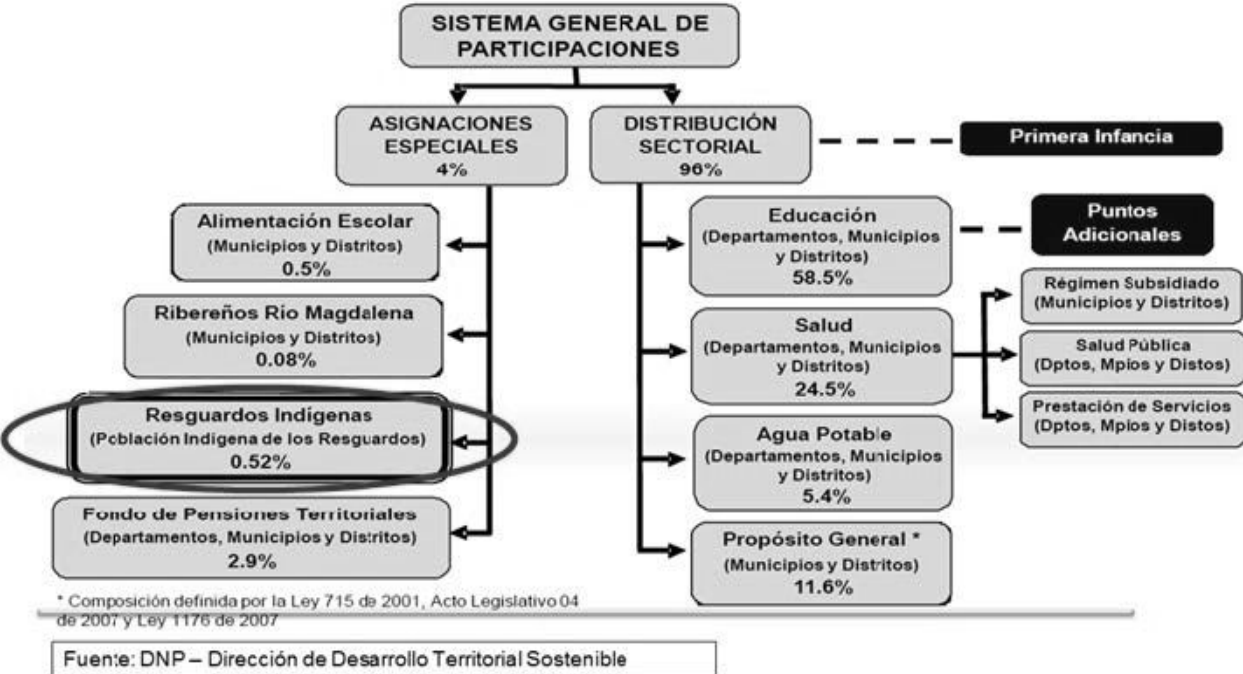 SISTEMA GENERAL DE
PARTICIPACIONES
ASIGNACIONES
ESPECIALES
4%
DISTRIBUCIÓN
SECTORIAL
96%
Primera Infancia
Alimentación Escolar
(Municipios y Distritos)
0.5%
Ribereños Río Magdalena
(Municipios y Distritos)
0.08%
Resguardos Indígenas
(Población Indígena de los Resguardos)
0.52%
Fondo de Pensiones Territoriales
(Departamentos, Municipios y Distritos)
2.9%
Educación
(Departamentos, Municipios
y Distritos)
58.5%
Puntos
Adicionales
Salud
(Departamentos, Municipios
y Distritos)
24.5%
Régimen Subsidiado
(Municipios y Distritos)
Salud Pública
(Dptos, Mpios y Distos)
Prestación de Servicios
(Dptos, Mpios y Distos)
Agua Potable
(Departamentos, Municipios
y Distritos)
5.4%
Propósito General *
(Municipios y Distritos)
11.6%
* Composición definida por la Ley 715 de 2001, Acto Legislativo 04
de 2007 y Ley 1176 de 2007
Fuente: DNP – Dirección de Desarrollo Territorial Sostenible